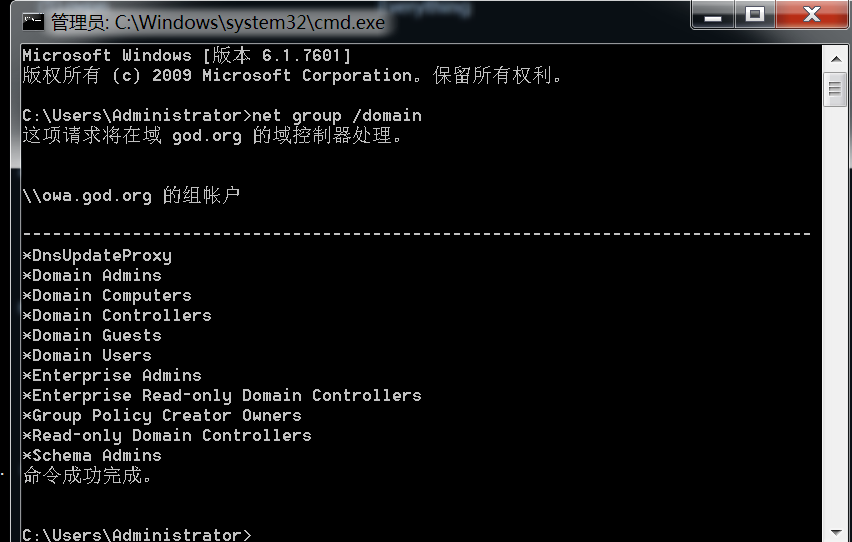 管理员: C:\Windows\system32\cmd.exe
Microsoft Windows [版本 6.1.7601]
版权所有 (c) 2009 Microsoft Corporation。保留所有权利。
C:\Users\Administrator>net group /domain
这项请求将在域 god.org 的域控制器处理。
\\owa.god.org 的组帐户
-------------------------------------------------------------------------------
*DnsUpdateProxy
*Domain Admins
*Domain Computers
*Domain Controllers
*Domain Guests
*Domain Users
*Enterprise Admins
*Enterprise Read-only Domain Controllers
*Group Policy Creator Owners
*Read-only Domain Controllers
*Schema Admins
命令成功完成。
C:\Users\Administrator>